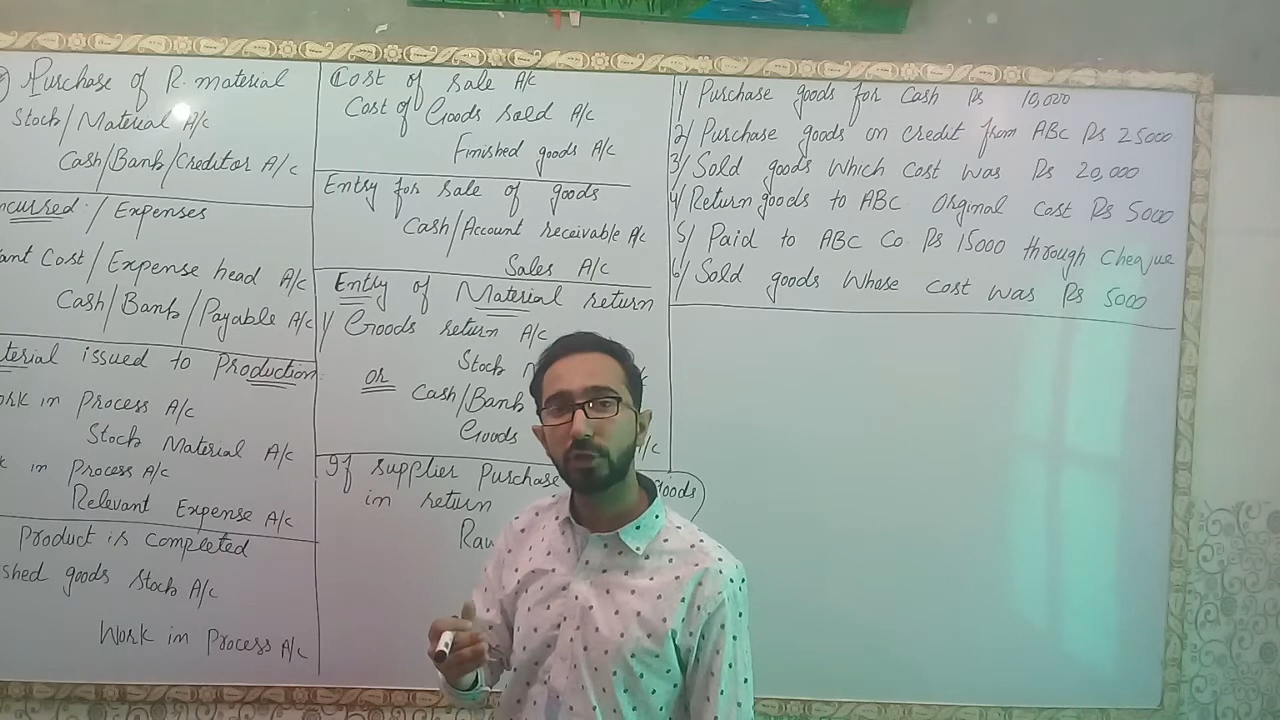 Purchase of R. material
Stock/Material A/c
Cash/Bank/Creditor A/c
ncurred / Expenses
ant Cost/Expense head A/c
Cash/Bank/Payable A/c
terial issued to Production
ork in Process A/c
Stock Material A/c
k in Process A/c
Relevant Expense A/c
Product is Completed
shed goods Stock A/c
Work in Process A/c
Cost of Sale A/c
Cost of Goods Sold A/c
Finished goods A/c
Entry for Sale of goods
Cash/Account receivable A/c
Sales A/c
Entry of Material return
1/ Goods return A/c
Stock
or Cash/Bank
Goods /c
If supplier Purchase Goods
in return
Raw
1/ Purchase goods for Cash Rs 10,000
2/ Purchase goods on credit from ABC Rs 25000
3/ Sold goods Which Cost was Rs 20,000
4/ Return goods to ABC Orginal Cost Rs 5000
5/ Paid to ABC Co Rs 15000 through Cheque
6/ Sold goods Whose Cost was Rs 5000